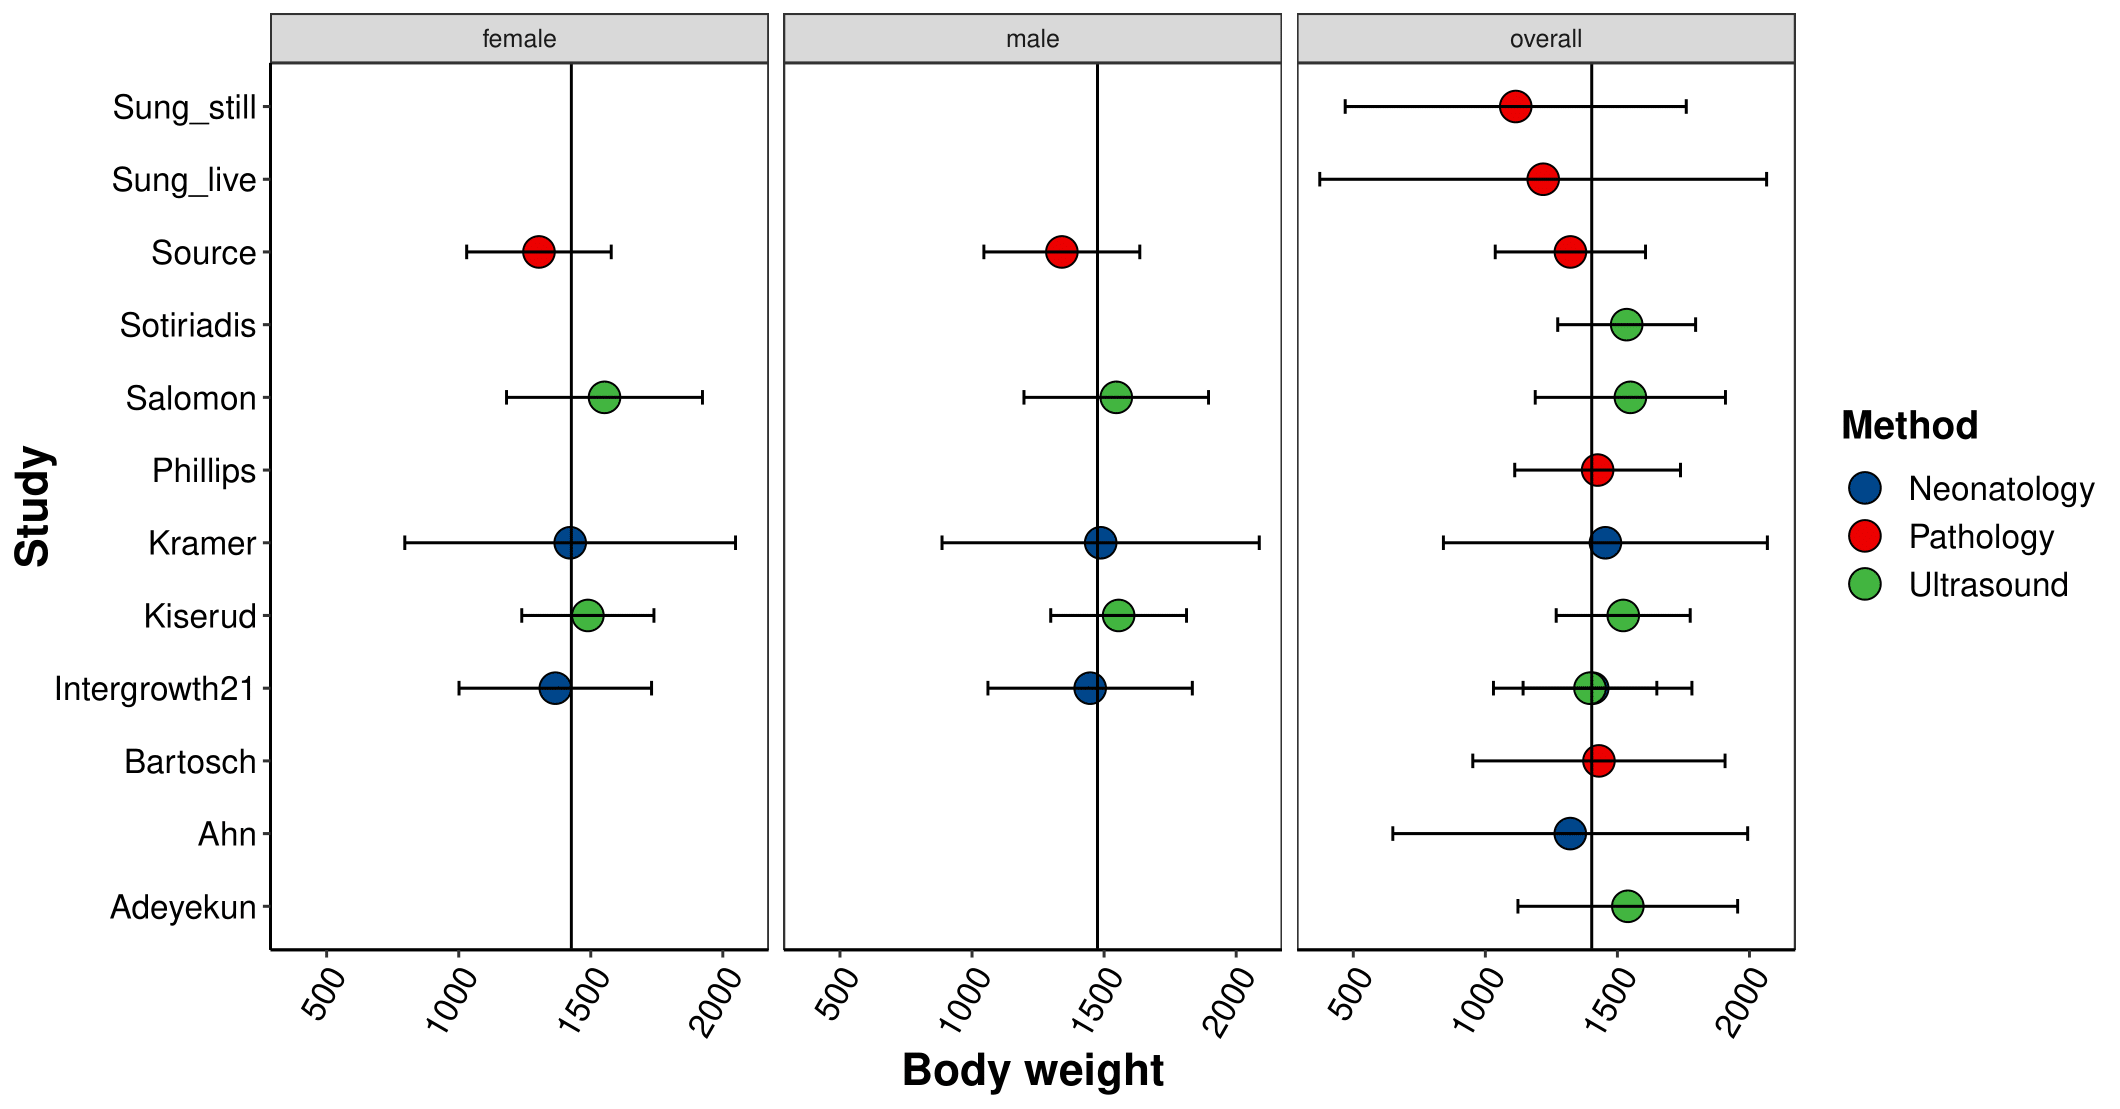 female male overall
Sung_still
Sung_live
Source
Sotiriadis
Salomon
Phillips
Kramer
Kiserud
Intergrowth21
Bartosch
Ahn
Adeyekun
Study
500 1000 1500 2000 500 1000 1500 2000 500 1000 1500 2000
Body weight
Method
Neonatology
Pathology
Ultrasound